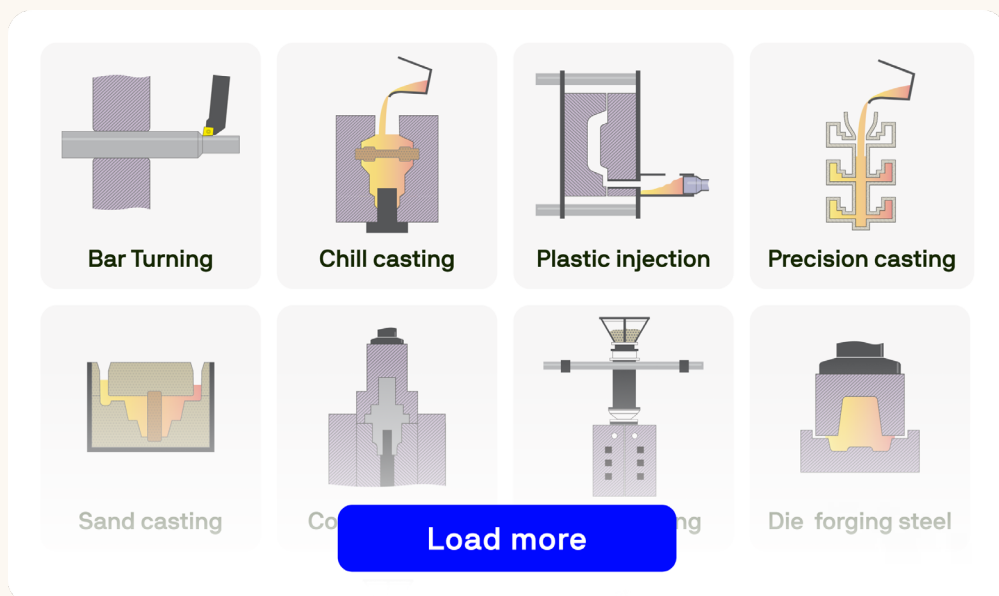 Bar Turning
Chill casting
Plastic injection
Precision casting
Sand casting
Die forging steel
Load more